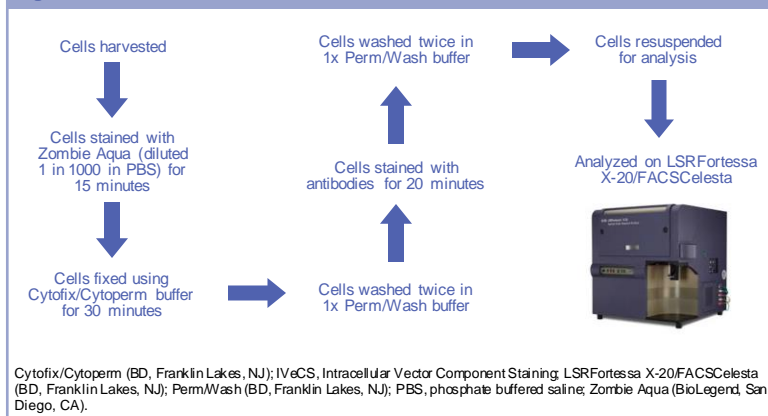 Cells harvested
Cells stained with
Zombie Aqua (diluted
1 in 1000 in PBS) for
15 minutes
Cells fixed using
Cytofix/Cytoperm buffer
for 30 minutes
Cells washed twice in
1x Perm/Wash buffer
Cells stained with
antibodies for 20 minutes
Cells washed twice in
1x Perm/Wash buffer
Cells resuspended
for analysis
Analyzed on LSRFortessa
X-20/FACSCelesta
Cytofix/Cytoperm (BD, Franklin Lakes, NJ); IVeCS, Intracellular Vector Component Staining; LSRFortessa X-20/FACSCelesta
(BD, Franklin Lakes, NJ); Perm/Wash (BD, Franklin Lakes, NJ); PBS, phosphate buffered saline; Zombie Aqua (BioLegend, San
Diego, CA).